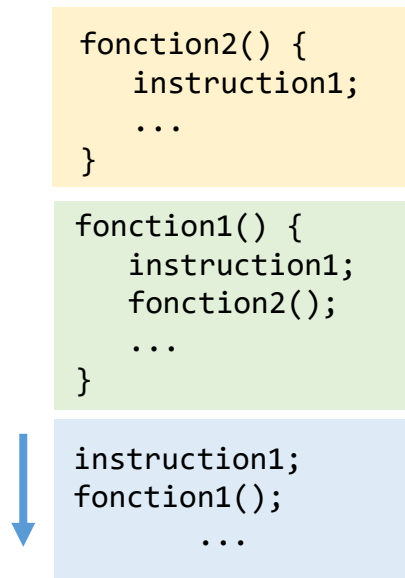 fonction2() {
instruction1;
...
}
fonction1() {
instruction1;
fonction2();
...
}
instruction1;
fonction1();
...